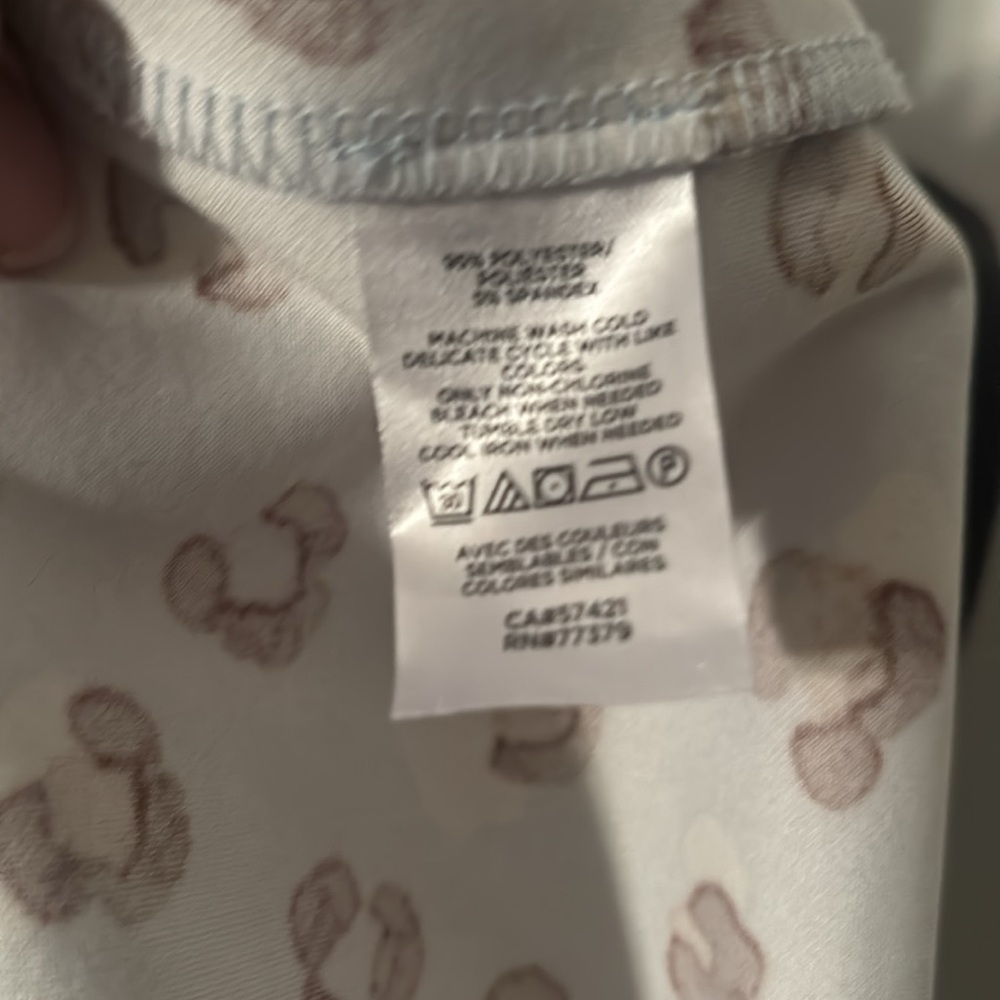 95% POLYESTER/
POLIESTER
5% SPANDEX
MACHINE WASH COLD
DELICATE CYCLE WITH LIKE
COLORS
ONLY NON-CHLORINE
BLEACH WHEN NEEDED
TUMBLE DRY LOW
COOL IRON WHEN NEEDED
P
AVEC DES COULEURS
SEMBLABLES / CON
COLORES SIMILARES
CA#57421
RN#77379